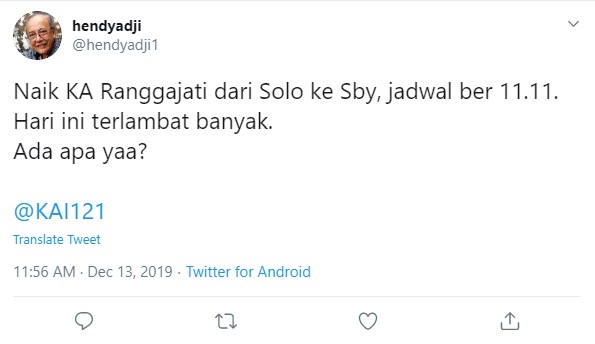 hendyadji
@hendyadji1
Naik KA Ranggajati dari Solo ke Sby, jadwal ber 11.11.
Hari ini terlambat banyak.
Ada apa yaa?
@KAI121
Translate Tweet
11:56 AM · Dec 13, 2019 · Twitter for Android